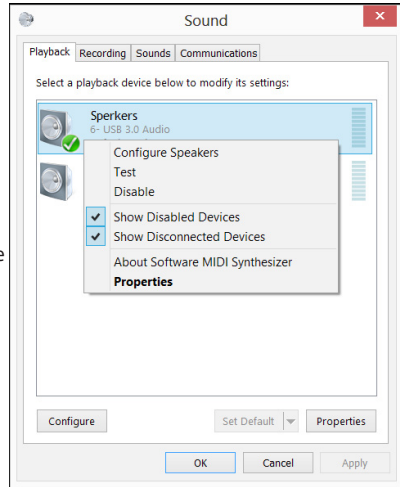 Sound
Playback Recording Sounds Communications
Select a playback device below to modify its settings:
Sperkers
6- USB 3.0 Audio
Configure Speakers
Test
Disable
Show Disabled Devices
Show Disconnected Devices
About Software MIDI Synthesizer
Properties
e
Configure Set Default Properties
OK Cancel Apply